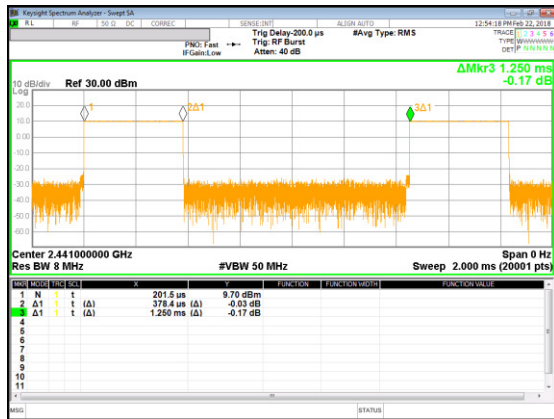 Keysight Spectrum Analyzer - Swept SA
RL RF 50 Ω DC CORREC SENSE:INT ALIGN AUTO 12:54:18 PM Feb 22, 2018
Trig Delay-200.0 µs #Avg Type: RMS TRACE 1 2 3 4 5 6
PNO: Fast Trig: RF Burst TYPE WWWWWW
IFGain:Low Atten: 40 dB DET P NNNNN
ΔMkr3 1.250 ms
-0.17 dB
10 dB/div Ref 30.00 dBm
Log
20.0
10.0
0.00
-10.0
-20.0
-30.0
-40.0
-50.0
-60.0
1
2Δ1
3Δ1
Center 2.441000000 GHz Span 0 Hz
Res BW 8 MHz #VBW 50 MHz Sweep 2.000 ms (20001 pts)
MKR MODE TRC SCL X Y FUNCTION FUNCTION WIDTH FUNCTION VALUE
1 N 1 t 201.5 µs 9.70 dBm
2 Δ1 1 t (Δ) 378.4 µs (Δ) -0.03 dB
3 Δ1 1 t (Δ) 1.250 ms (Δ) -0.17 dB
4
5
6
7
8
9
10
11
MSG STATUS